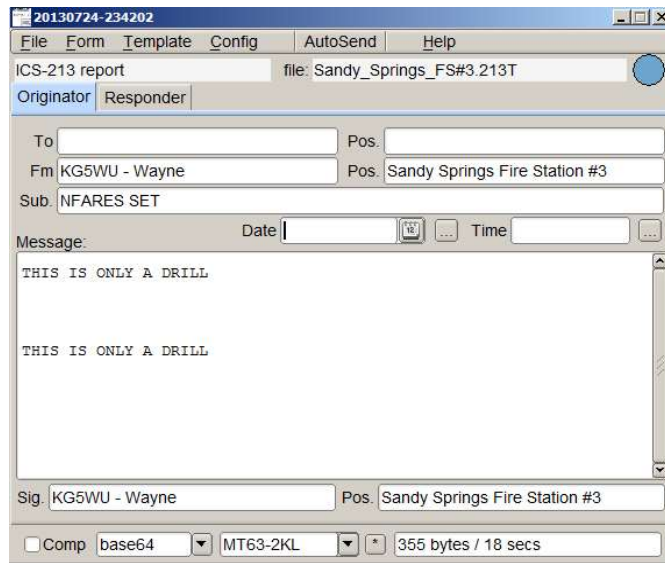 20130724-234202
File Form Template Config AutoSend Help
ICS-213 report file: Sandy_Springs_FS#3.213T
Originator Responder
To Pos.
Fm KG5WU - Wayne Pos. Sandy Springs Fire Station #3
Sub. NFARES SET
Date 12 ... Time ...
Message:
THIS IS ONLY A DRILL
THIS IS ONLY A DRILL
Sig. KG5WU - Wayne Pos. Sandy Springs Fire Station #3
Comp base64 MT63-2KL * 355 bytes / 18 secs